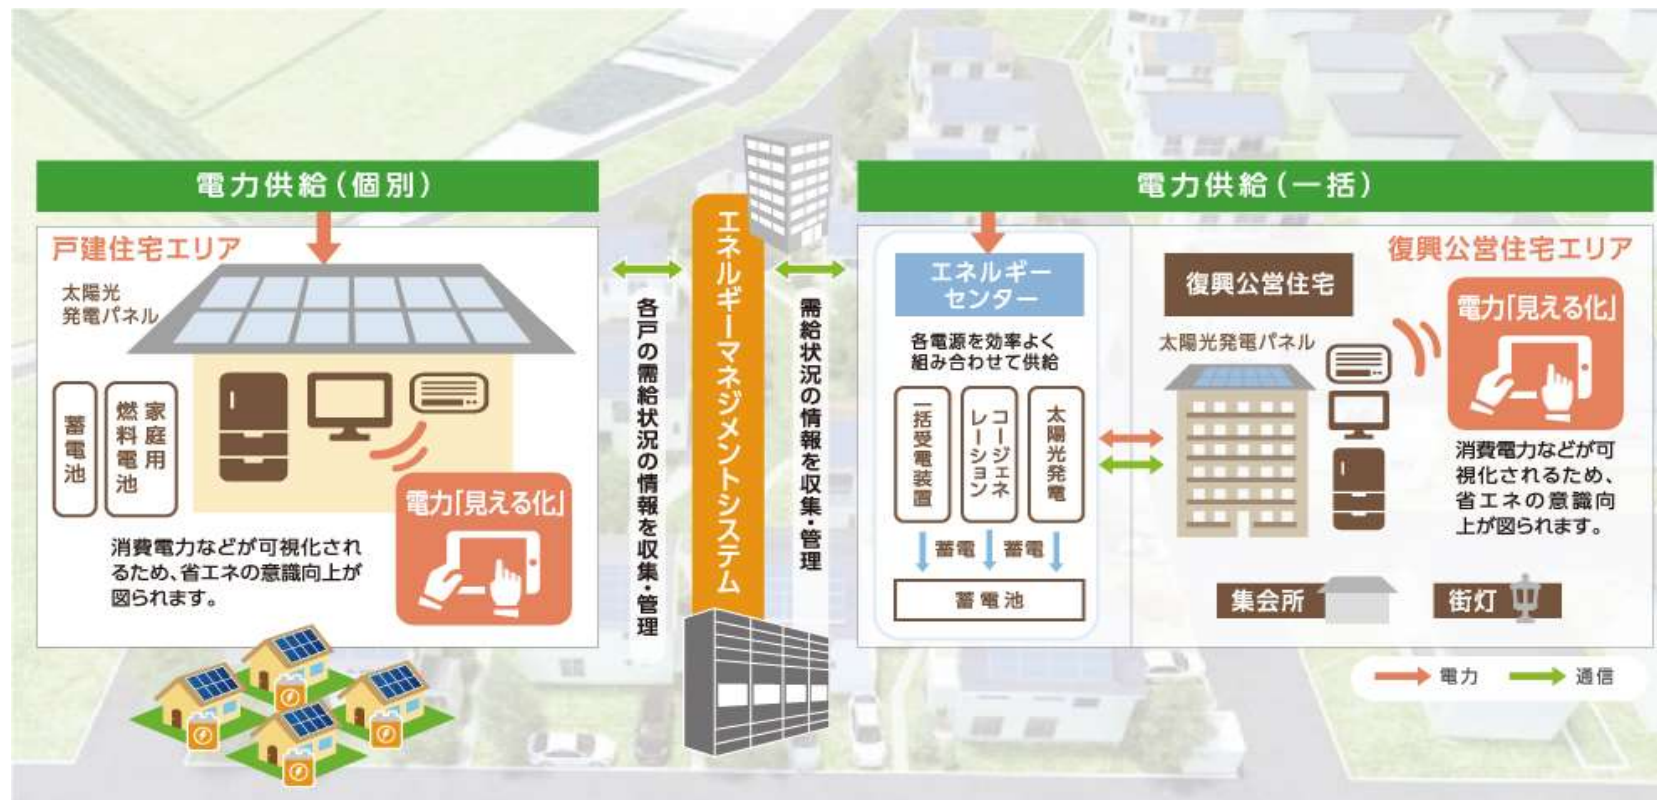 電力供給(個別)
戸建住宅エリア
太陽光
発電パネル
蓄電池
家庭用
燃料電池
電力「見える化」
消費電力などが可視化され
るため、省エネの意識向上が
図られます。
各戸の需給状況の情報を収集・管理
エネルギーマネジメントシステム
需給状況の情報を収集・管理
電力供給(一括)
エネルギー
センター
各電源を効率よく
組み合わせて供給
一括受電装置
コージェネ
レーション
太陽光発電
蓄電
蓄電
蓄電池
復興公営住宅エリア
復興公営住宅
太陽光発電パネル
電力「見える化」
消費電力などが可
視化されるため、
省エネの意識向
上が図られます。
集会所
街灯
電力
通信